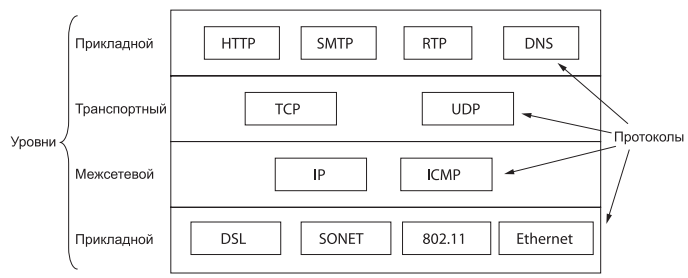 Прикладной
HTTP
SMTP
RTP
DNS
Транспортный
TCP
UDP
Уровни
Протоколы
Межсетевой
IP
ICMP
Прикладной
DSL
SONET
802.11
Ethernet